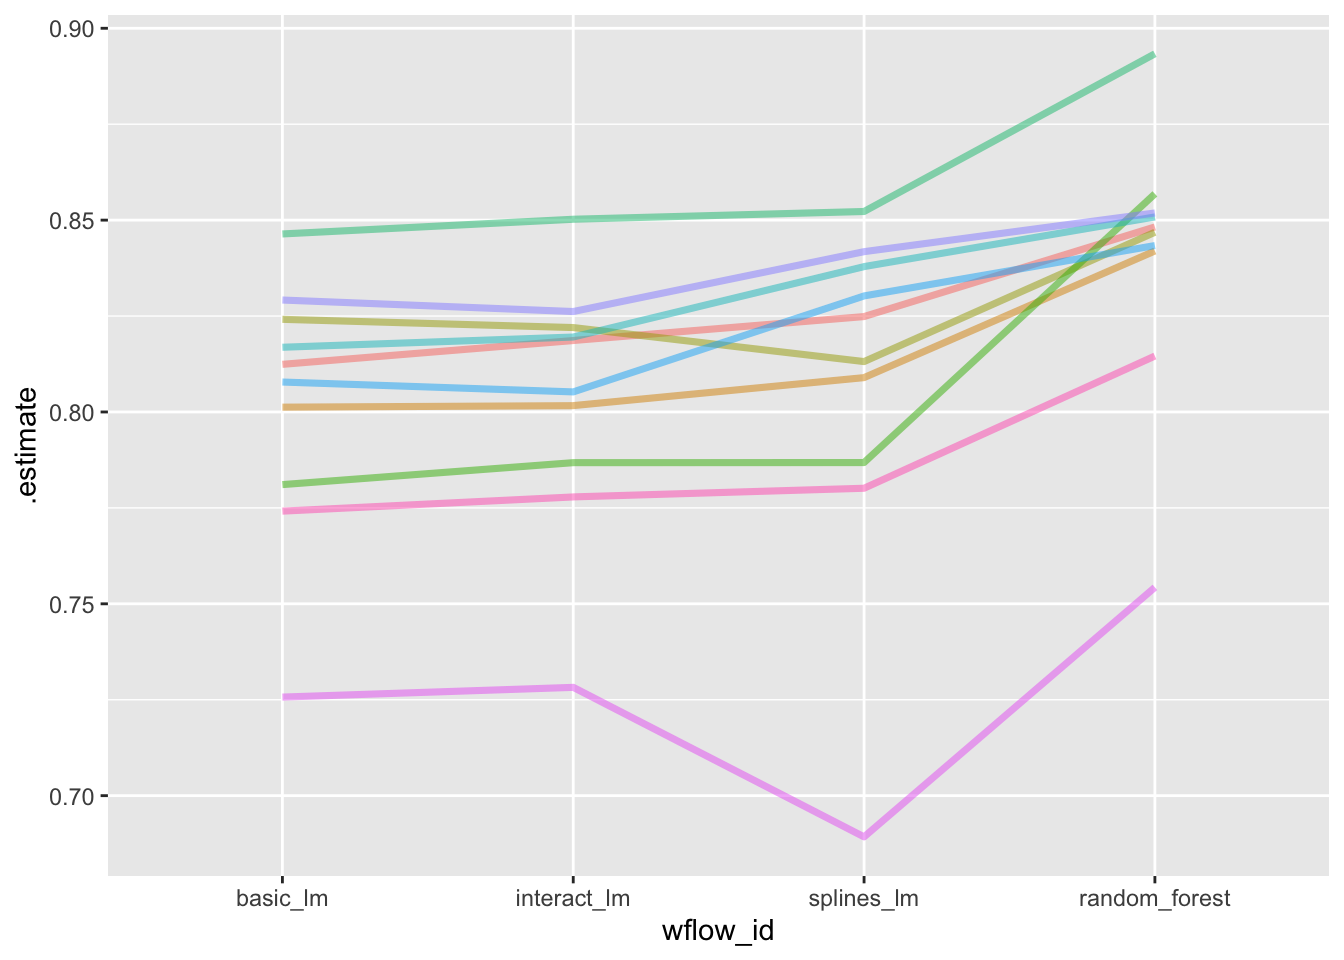 0.90
0.85
0.80
0.75
0.70
.estimate
basic_lm
interact_lm
splines_lm
random_forest
wflow_id